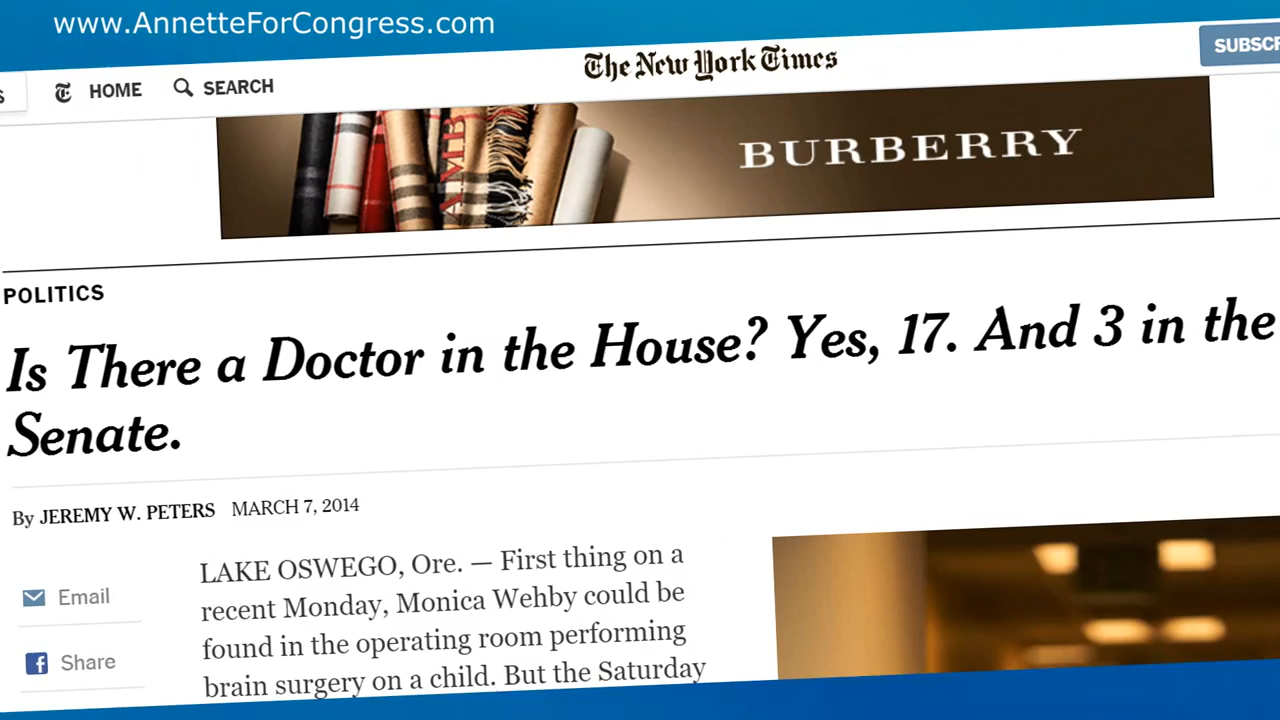 www.AnnetteForCongress.com
HOME
SEARCH
The New York Times
SUBSCR
AMB
BURBERRY
POLITICS
Is There a Doctor in the House? Yes, 17. And 3 in the
Senate.
By JEREMY W. PETERS MARCH 7, 2014
Email
Share
LAKE OSWEGO, Ore. — First thing on a
recent Monday, Monica Wehby could be
found in the operating room performing
brain surgery on a child. But the Saturday